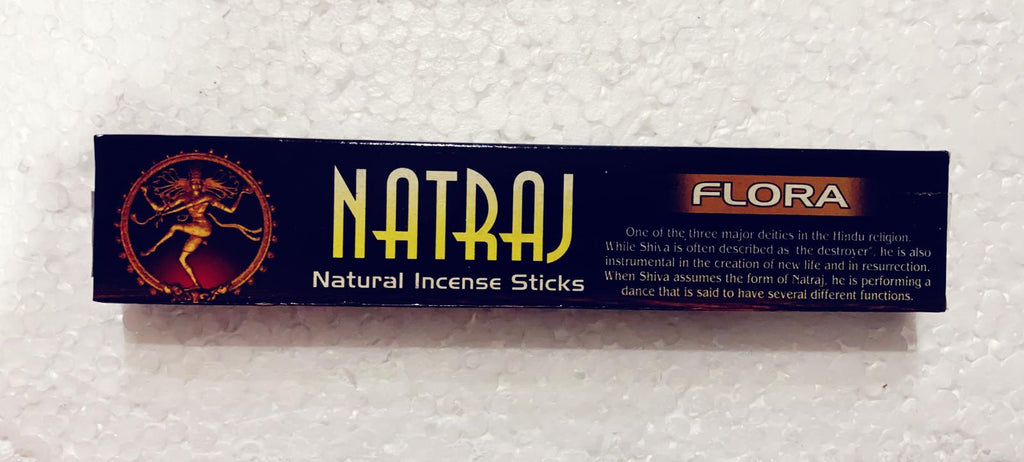 NATRAJ
Natural Incense Sticks
FLORA
One of the three major deities in the Hindu religion.
While Shiva is often described as the destroyer", he is also
instrumental in the creation of new life and in resurrection.
When Shiva assumes the form of Natraj, he is performing a
dance that is said to have several different functions.